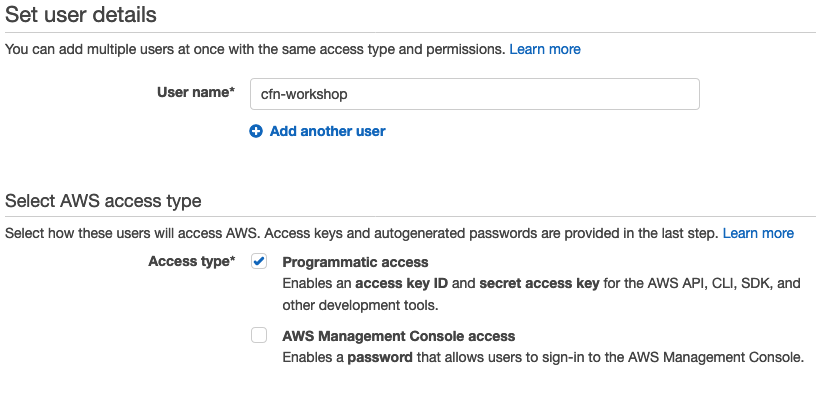 Set user details
You can add multiple users at once with the same access type and permissions. Learn more
User name* cfn-workshop
Add another user
Select AWS access type
Select how these users will access AWS. Access keys and autogenerated passwords are provided in the last step. Learn more
Access type* Programmatic access
Enables an access key ID and secret access key for the AWS API, CLI, SDK, and
other development tools.
AWS Management Console access
Enables a password that allows users to sign-in to the AWS Management Console.